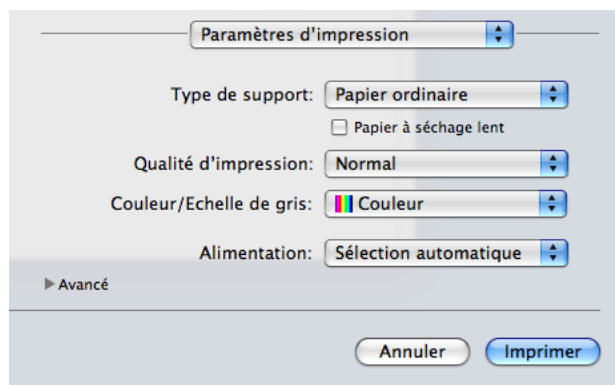 Paramètres d'impression
Type de support: Papier ordinaire
Papier à séchage lent
Qualité d'impression: Normal
Couleur/Echelle de gris: Couleur
Alimentation: Sélection automatique
Avancé
Annuler Imprimer